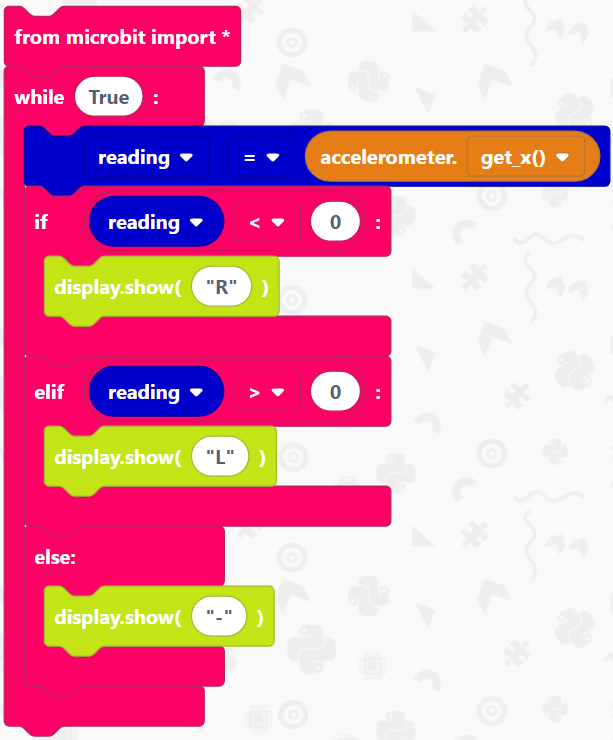 from microbit import *
while True :
reading = accelerometer. get_x()
if reading < 0 :
display.show( "R" )
elif reading > 0 :
display.show( "L" )
else:
display.show( "-" )